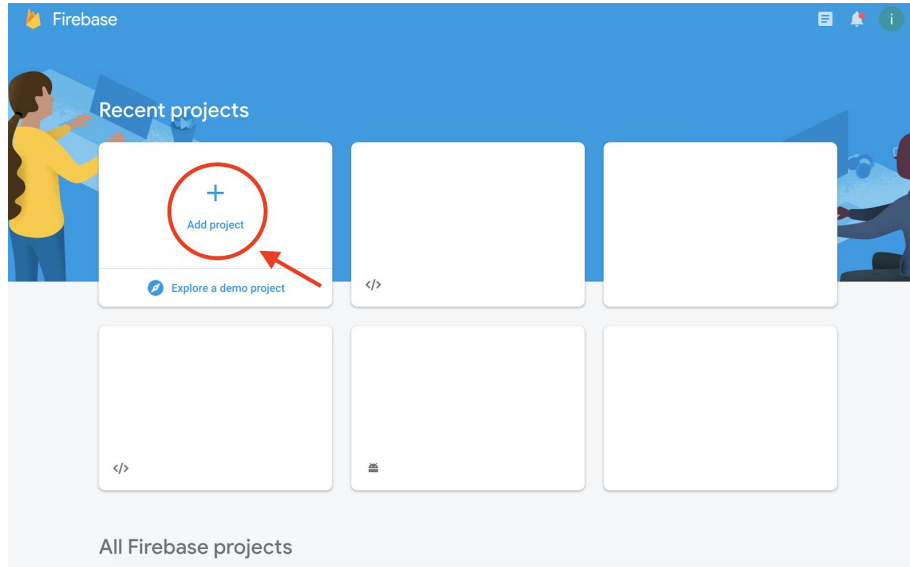 Firebase
i
Recent projects
Add project
Explore a demo project
</>
</>
All Firebase projects